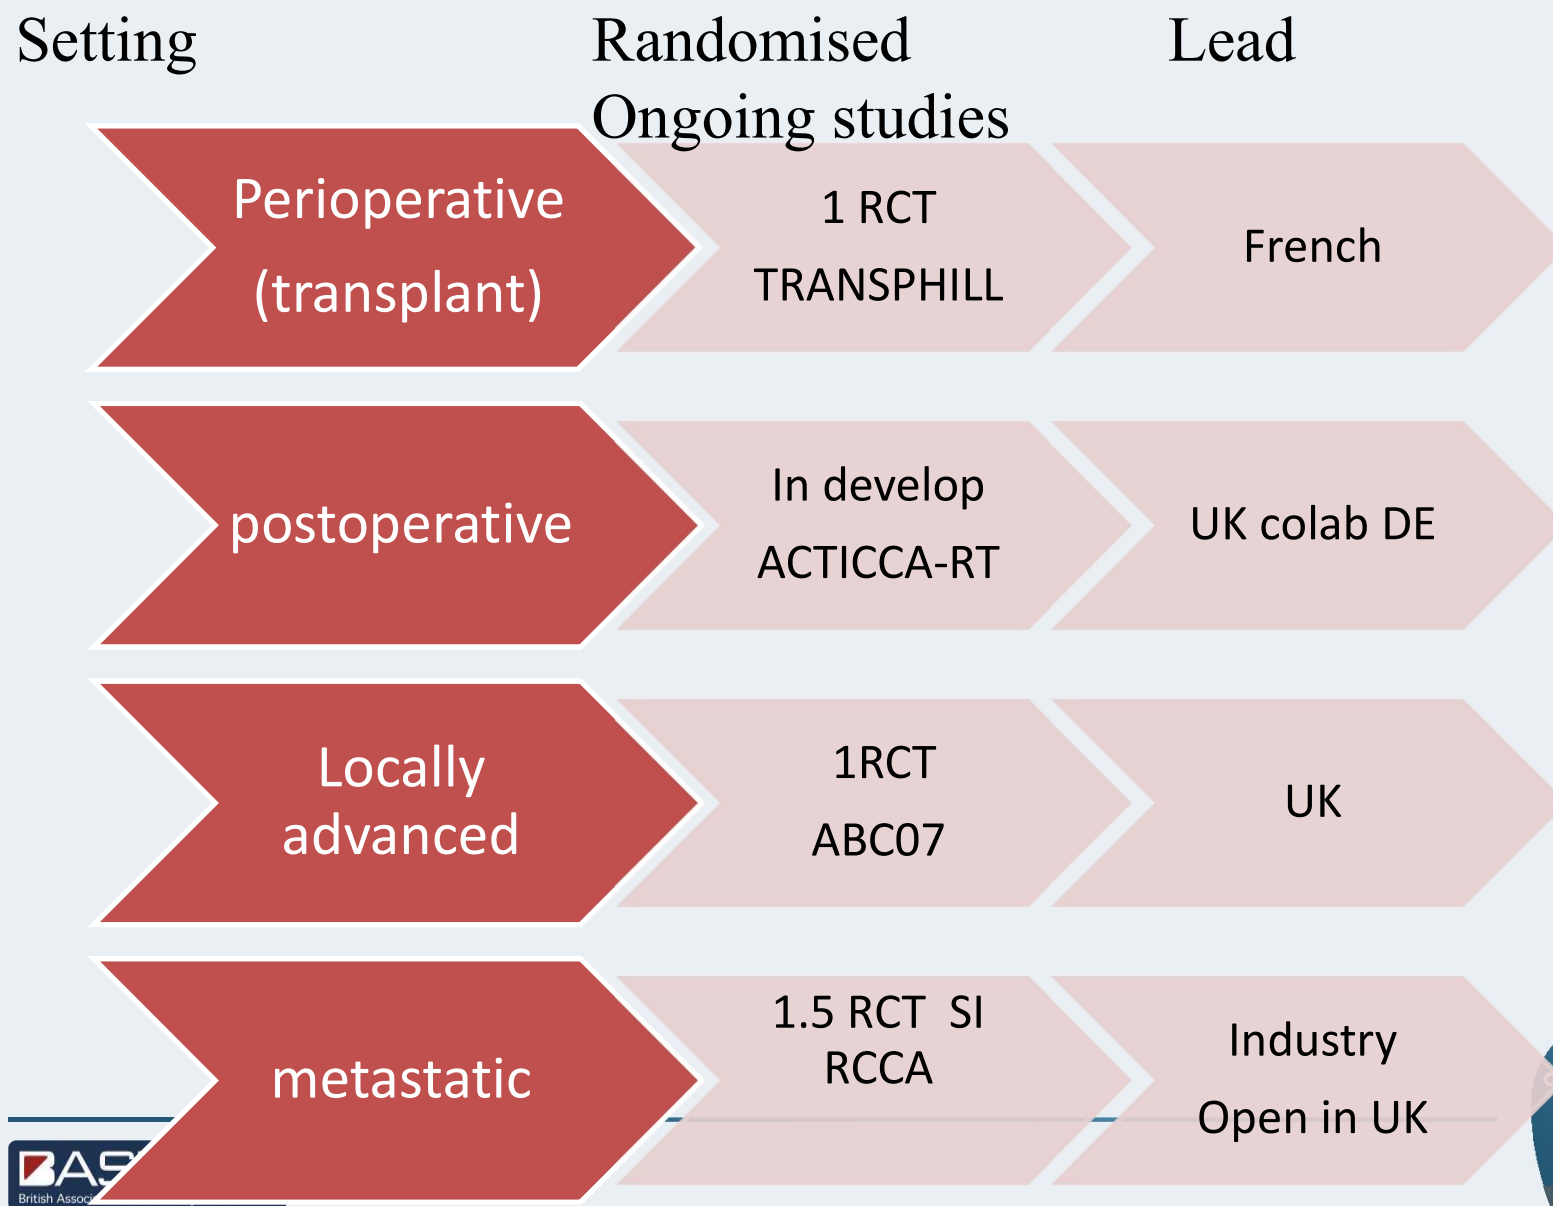 Setting
Randomised
Ongoing studies
Lead
Perioperative
(transplant)
1 RCT
TRANSPHILL
French
postoperative
In develop
ACTICCA-RT
UK colab DE
Locally
advanced
1RCT
ABC07
UK
metastatic
1.5 RCT SI
RCCA
Industry
Open in UK
British